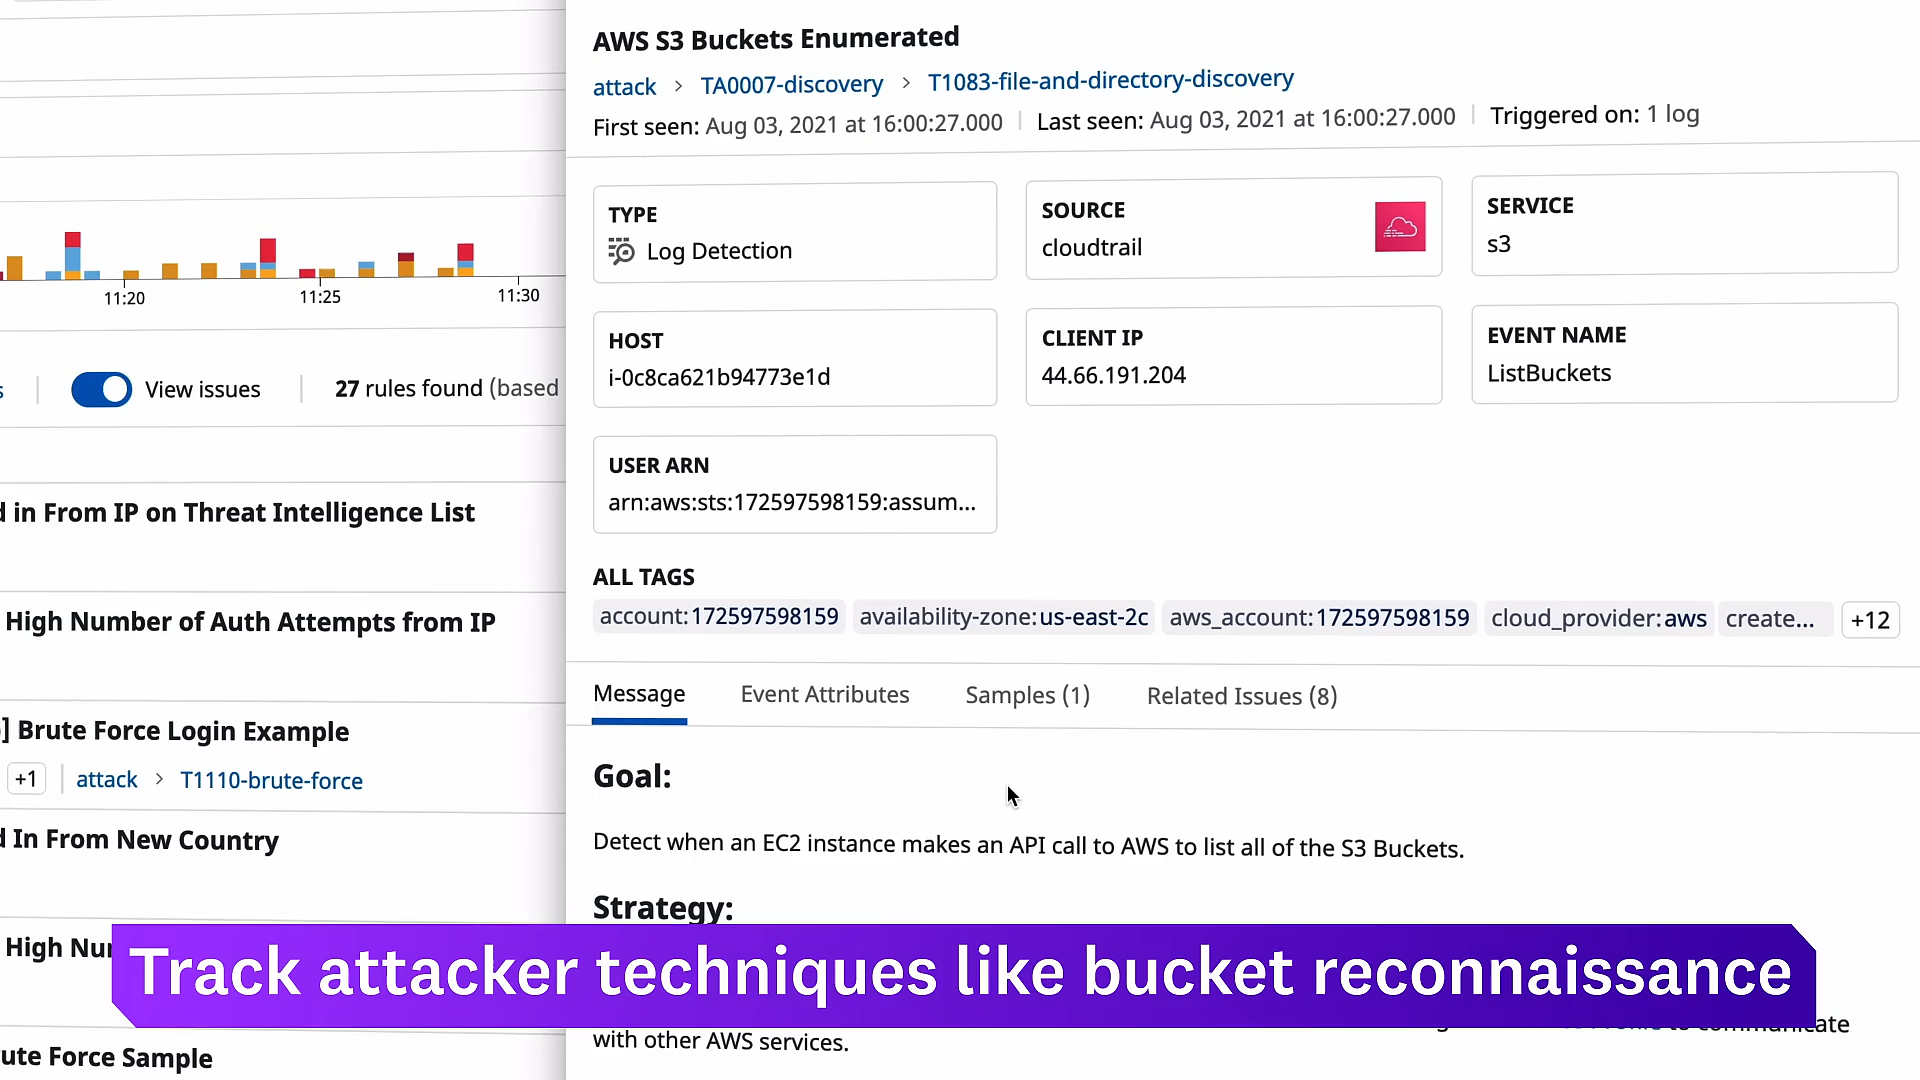 AWS S3 Buckets Enumerated
attack > TA0007-discovery > T1083-file-and-directory-discovery
First seen: Aug 03, 2021 at 16:00:27.000 | Last seen: Aug 03, 2021 at 16:00:27.000 | Triggered on: 1 log
TYPE
Log Detection
SOURCE
cloudtrail
SERVICE
s3
HOST
i-0c8ca621b94773e1d
CLIENT IP
44.66.191.204
EVENT NAME
ListBuckets
USER ARN
arn:aws:sts:172597598159:assum...
ALL TAGS
account:172597598159 availability-zone:us-east-2c aws_account:172597598159 cloud_provider:aws create... +12
Message Event Attributes Samples (1) Related Issues (8)
Goal:
Detect when an EC2 instance makes an API call to AWS to list all of the S3 Buckets.
Strategy:
with other AWS services.
11:20 11:25 11:30
View issues | 27 rules found (based
in From IP on Threat Intelligence List
High Number of Auth Attempts from IP
] Brute Force Login Example
+1 | attack > T1110-brute-force
In From New Country
High
ute Force Sample
Track attacker techniques like bucket reconnaissance